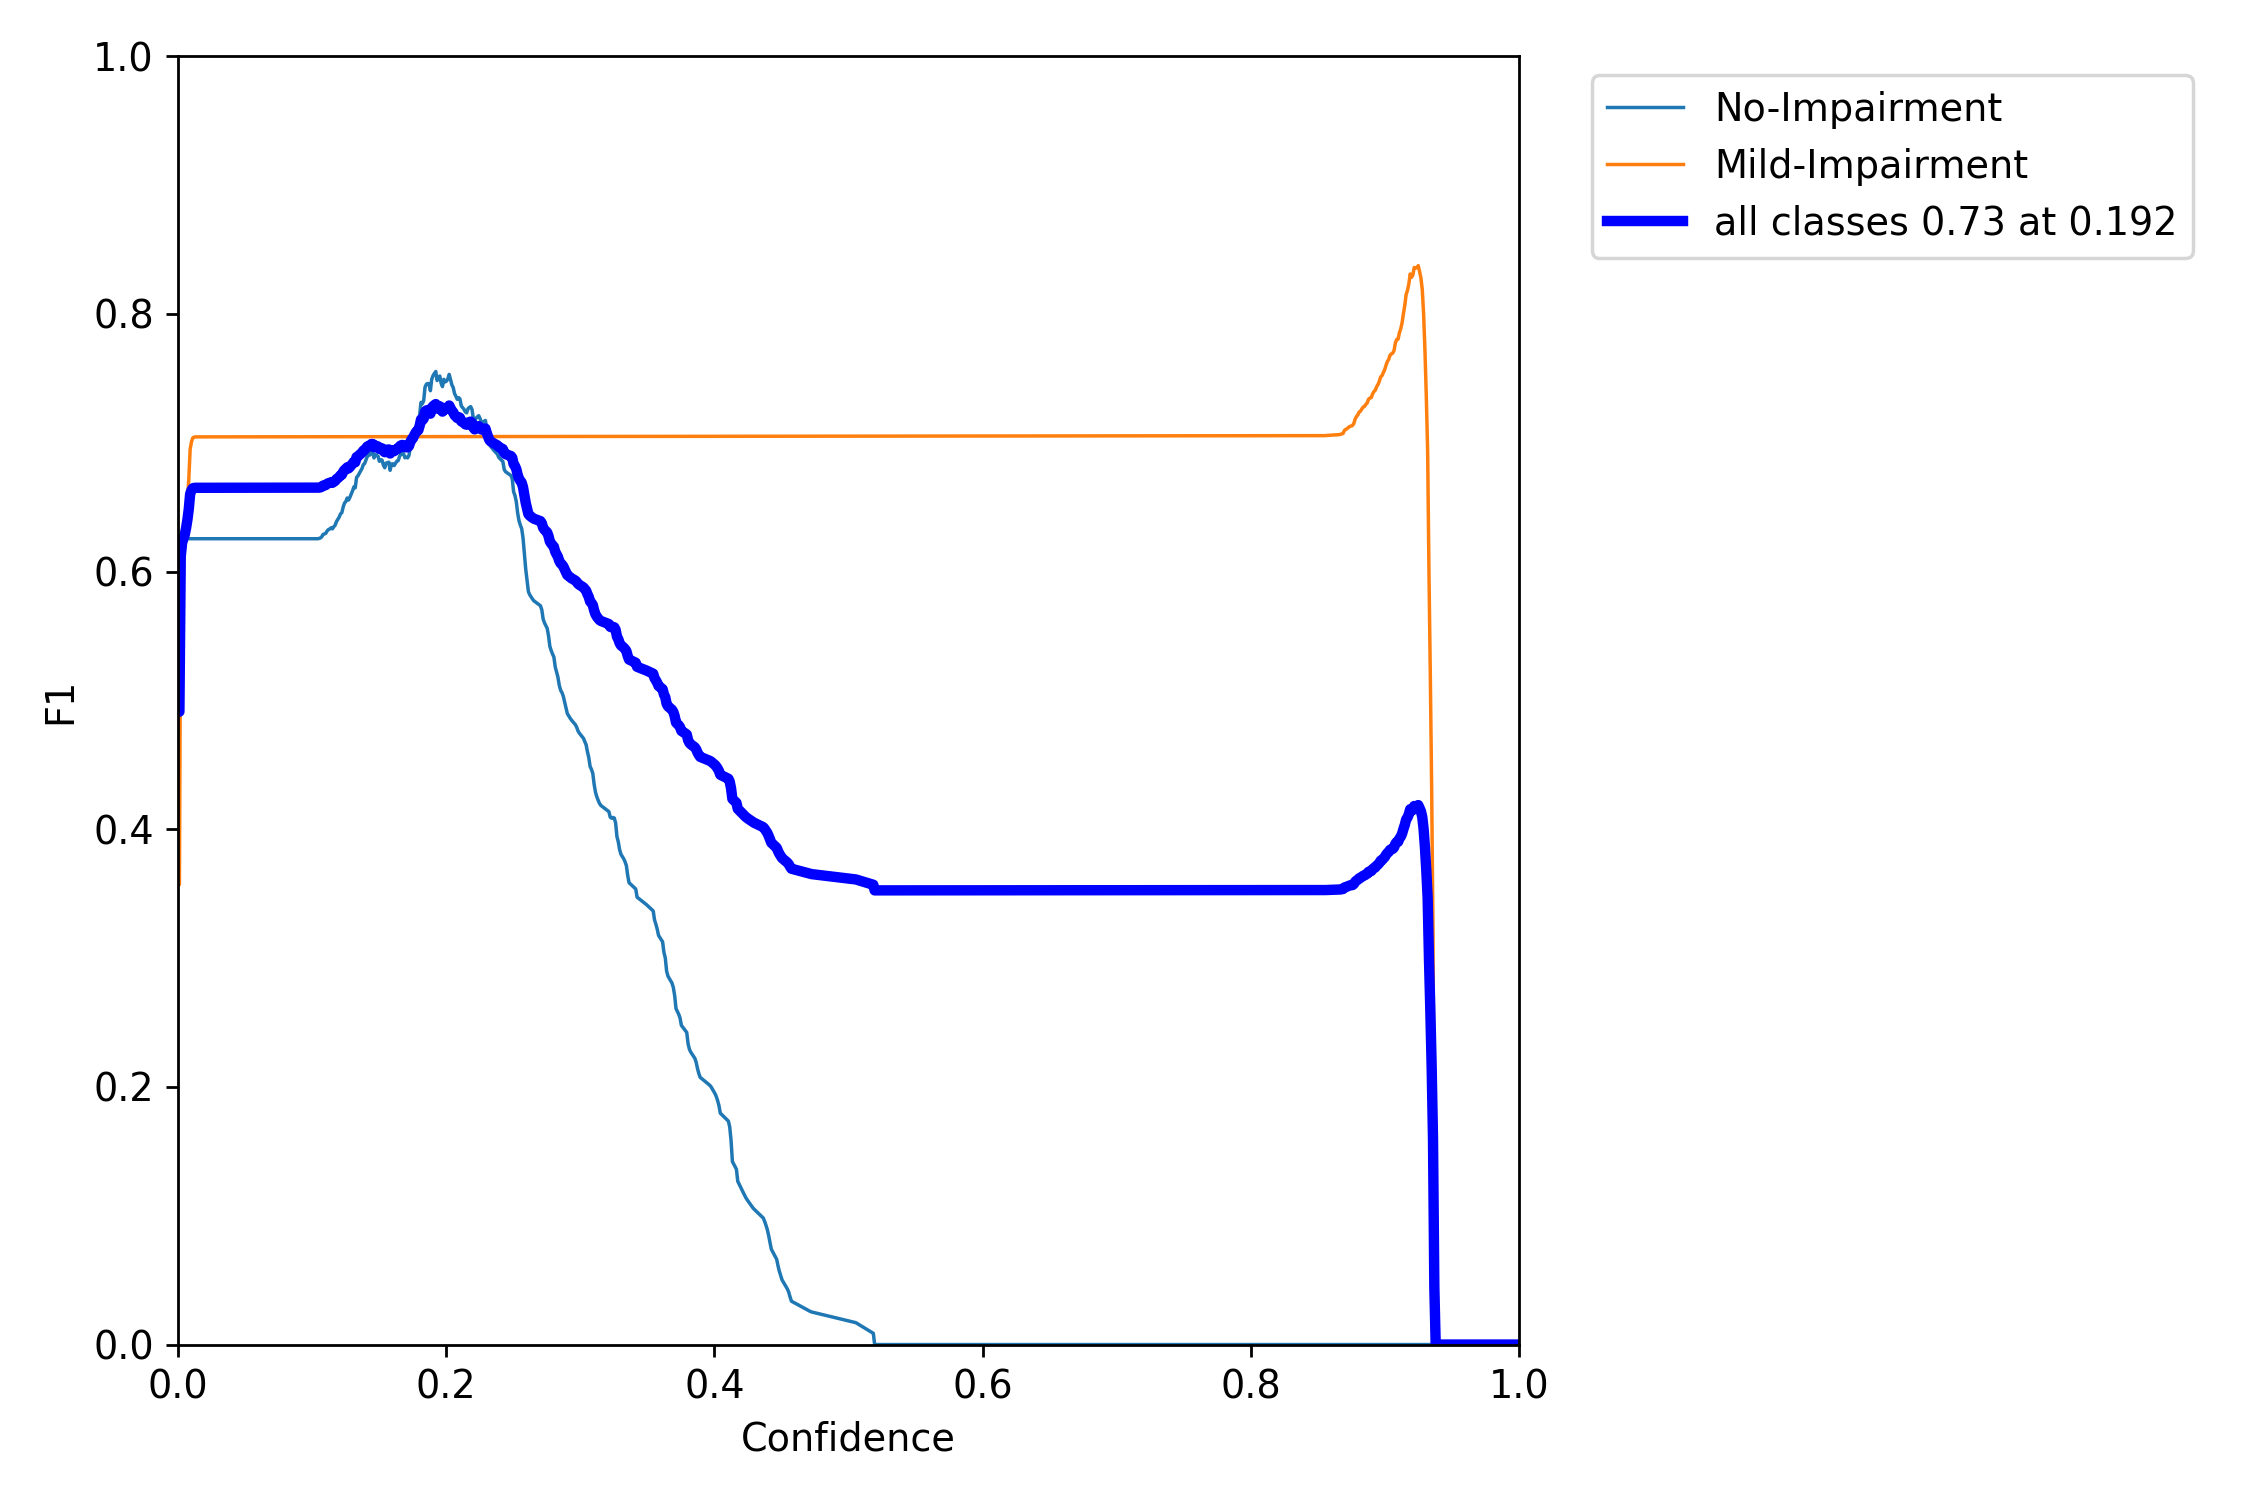 1.0
0.8
0.6
0.4
0.2
0.0
F1
0.0 0.2 0.4 0.6 0.8 1.0
Confidence
No-Impairment
Mild-Impairment
all classes 0.73 at 0.192